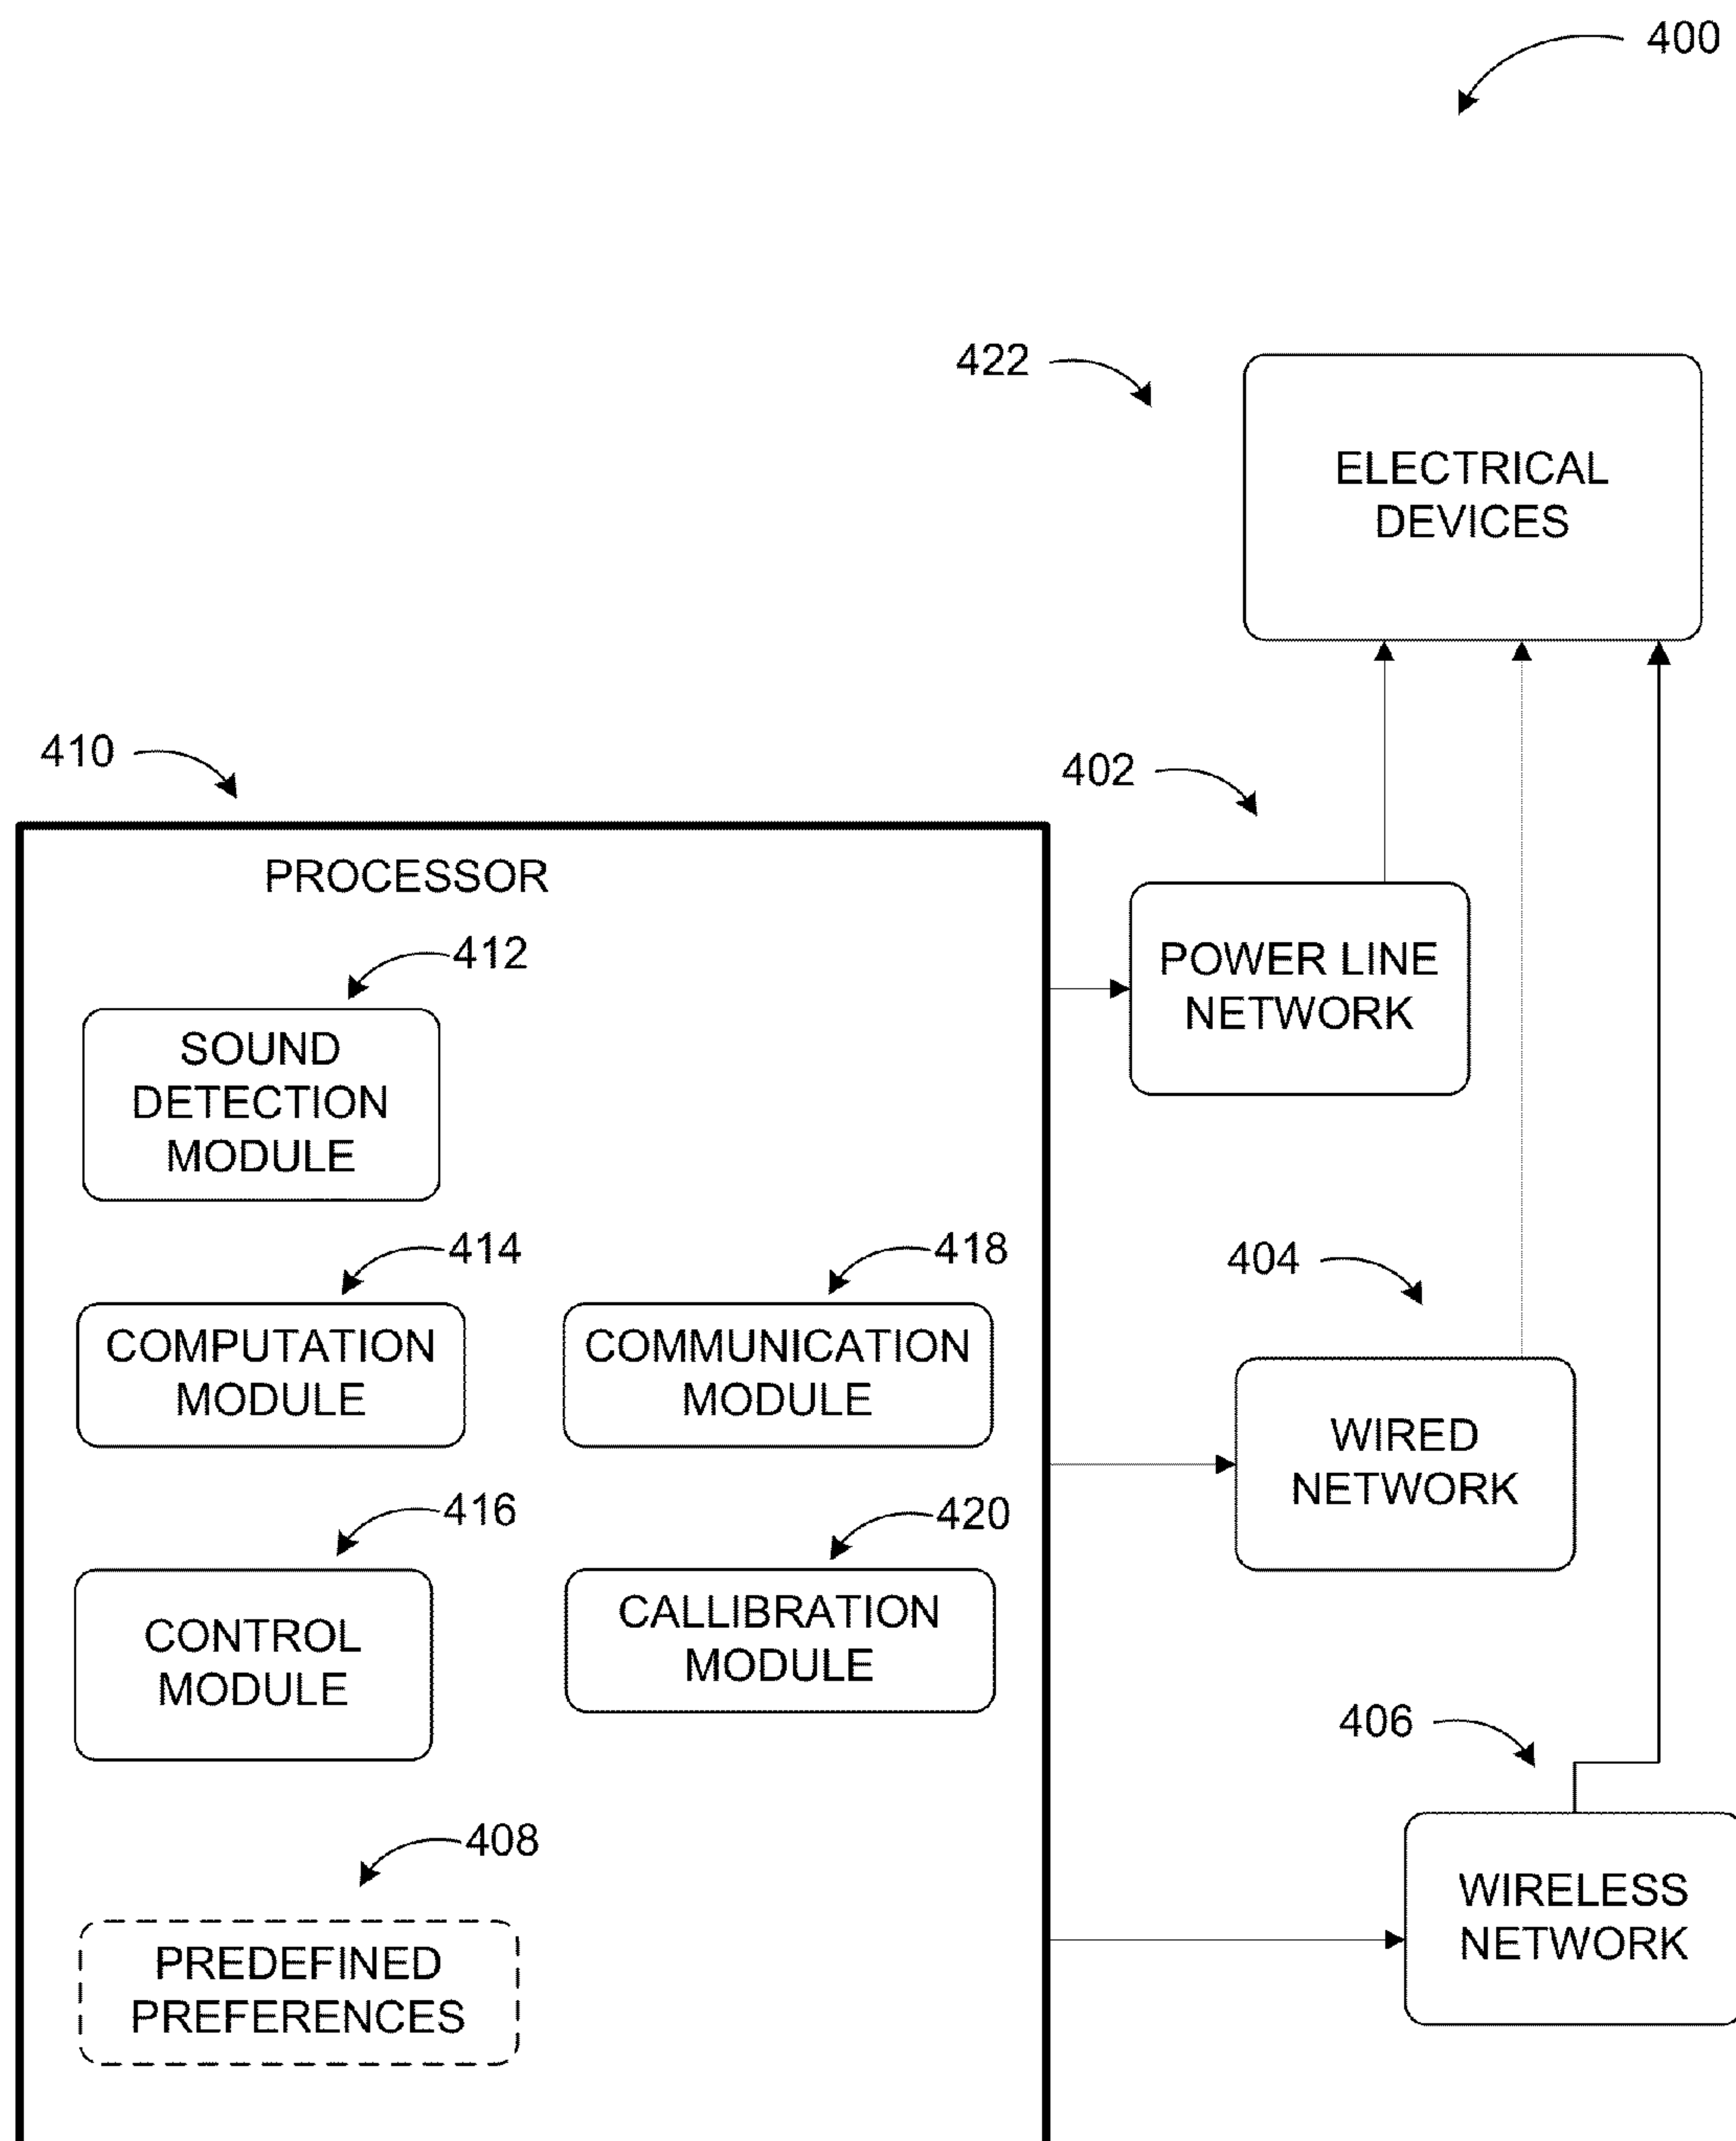 400
422
ELECTRICAL
DEVICES
410
402
PROCESSOR
412
POWER LINE
NETWORK
SOUND
DETECTION
MODULE
414
418
404
COMPUTATION
MODULE
COMMUNICATION
MODULE
WIRED
NETWORK
416
420
CONTROL
MODULE
CALLIBRATION
MODULE
406
408
WIRELESS
NETWORK
PREDEFINED
PREFERENCES